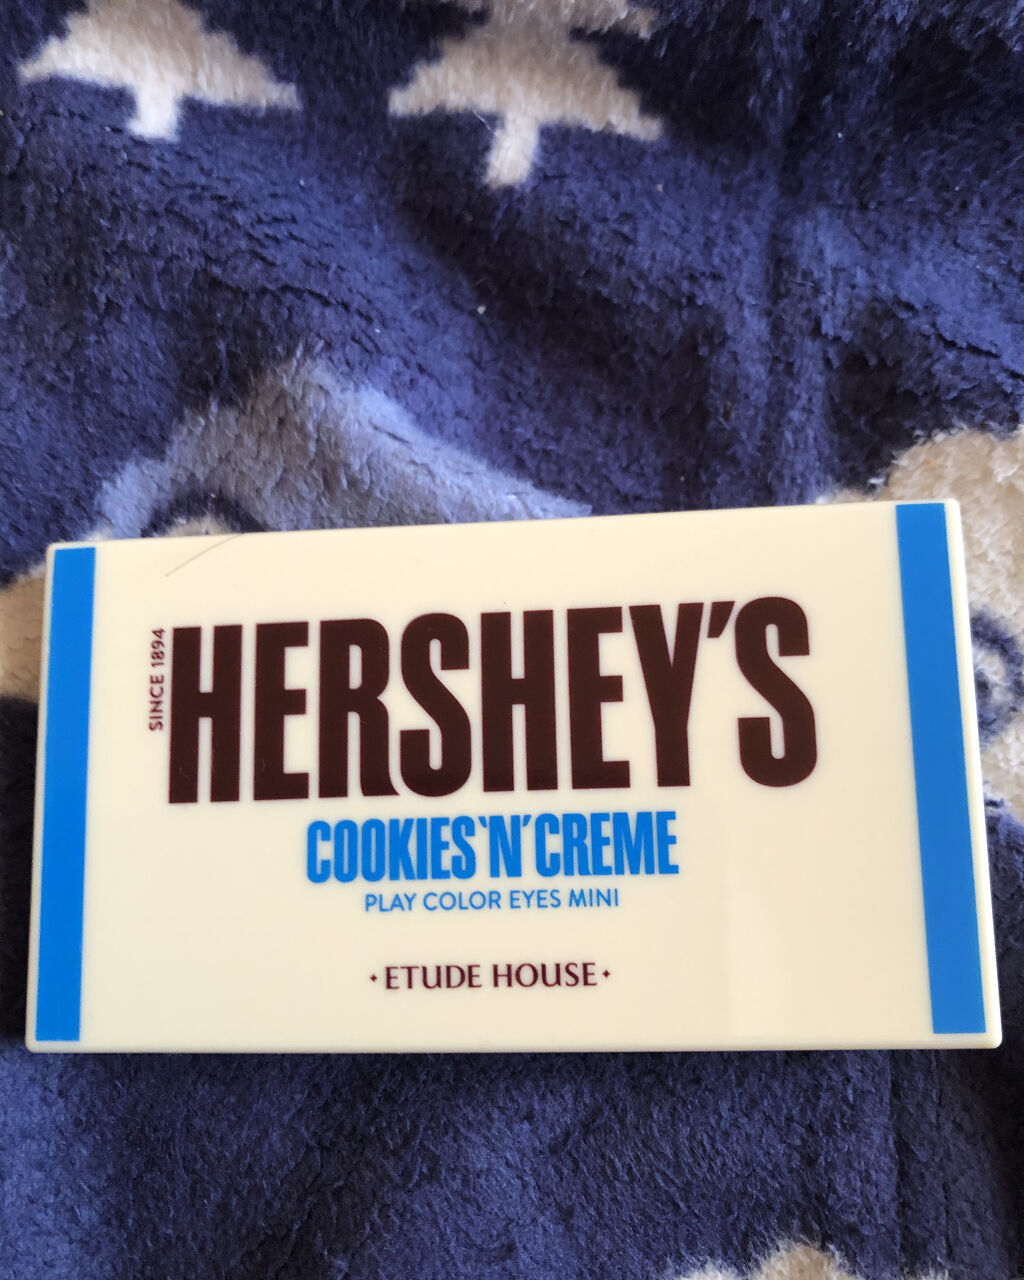 SINCE 1894
HERSHEY'S
COOKIES'N'CREME
PLAY COLOR EYES MINI
·ETUDE HOUSE·